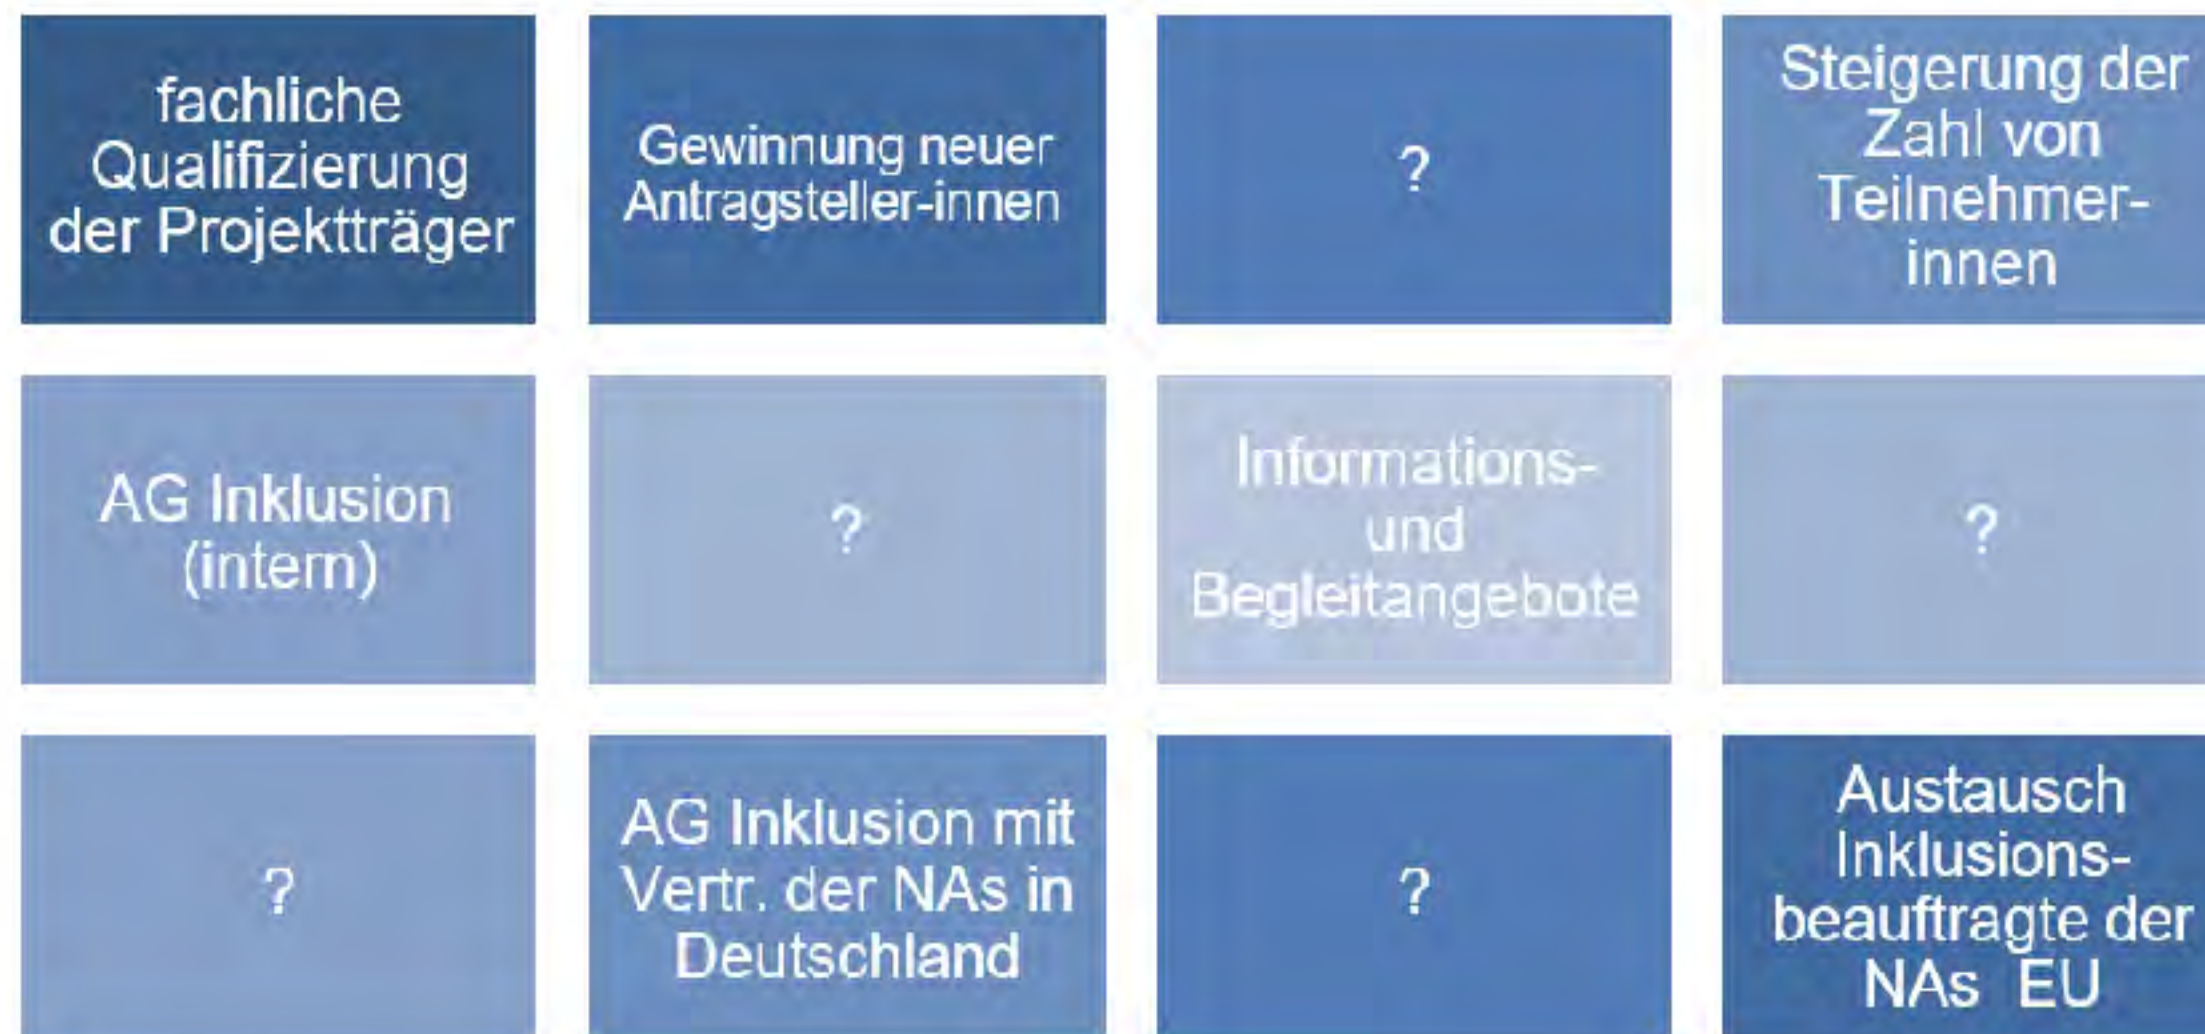 fachliche
Qualifizierung
der Projektträger
Gewinnung neuer
Antragsteller-innen
?
Steigerung der
Zahl von
Teilnehmer-
innen
AG Inklusion
(intern)
?
Informations-
und
Begleitangebote
?
?
AG Inklusion mit
Vertr. der NAs in
Deutschland
?
Austausch
Inklusions-
beauftragte der
NAs  EU